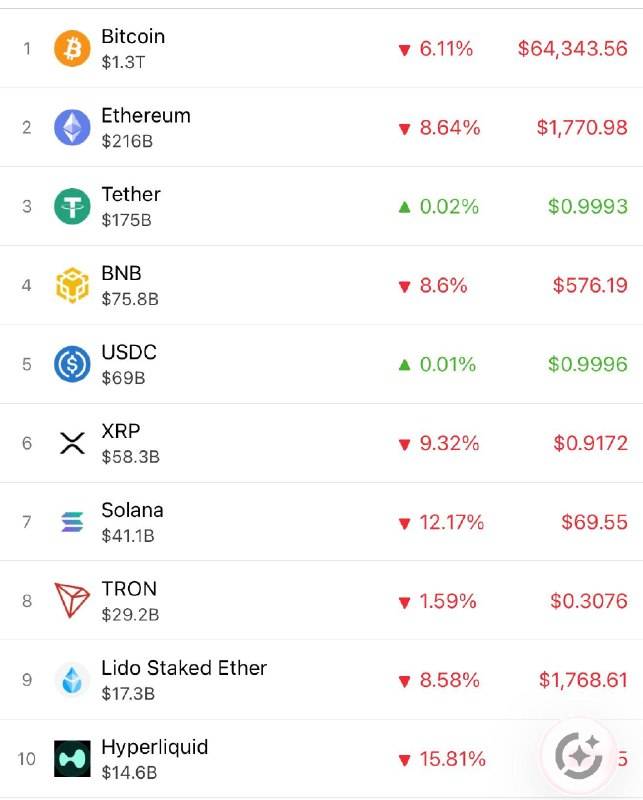 1 Bitcoin ▼ 6.11% $64,343.56
$1.3T
2 Ethereum ▼ 8.64% $1,770.98
$216B
3 Tether ▲ 0.02% $0.9993
$175B
4 BNB ▼ 8.6% $576.19
$75.8B
5 USDC ▲ 0.01% $0.9996
$69B
6 XRP ▼ 9.32% $0.9172
$58.3B
7 Solana ▼ 12.17% $69.55
$41.1B
8 TRON ▼ 1.59% $0.3076
$29.2B
9 Lido Staked Ether ▼ 8.58% $1,768.61
$17.3B
10 Hyperliquid ▼ 15.81%
$14.6B